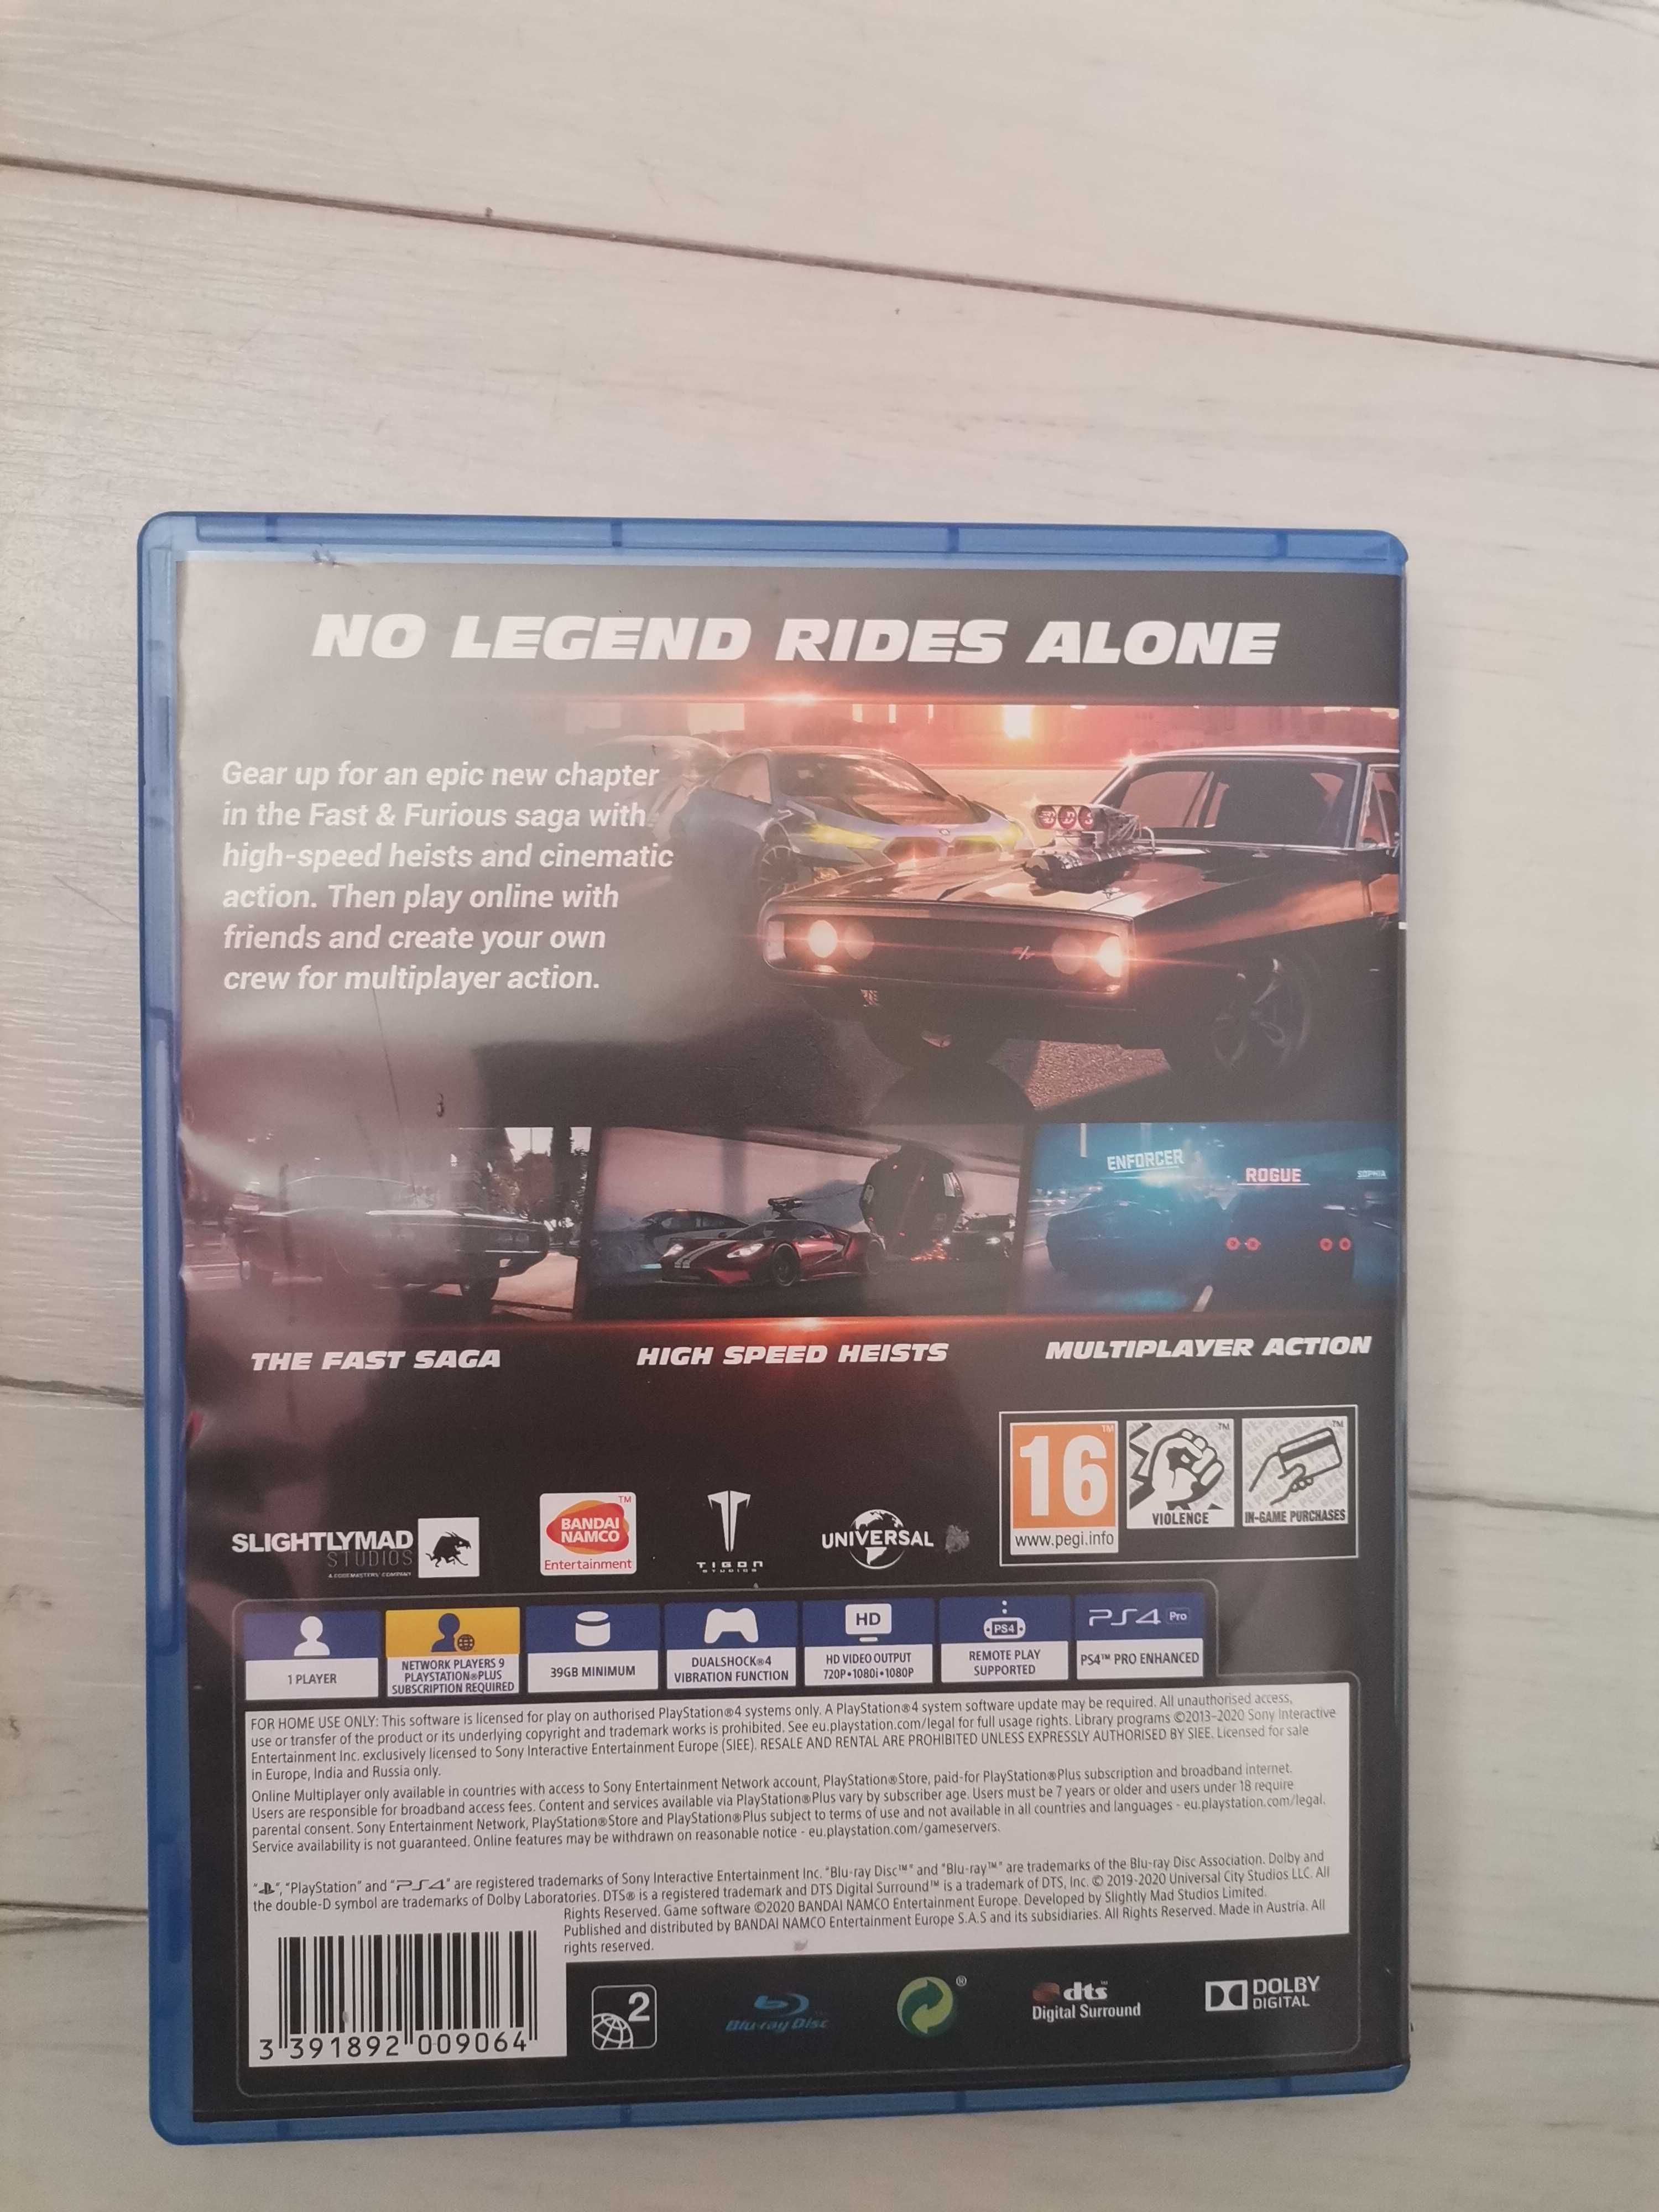 NO LEGEND RIDES ALONE
Gear up for an epic new chapter
in the Fast & Furious saga with
high-speed heists and cinematic
action. Then play online with
friends and create your own
crew for multiplayer action.
ENFORCER
ROGUE
SOPHIA
THE FAST SAGA
HIGH SPEED HEISTS
MULTIPLAYER ACTION
SLIGHTLYMAD
STUDIOS
A CODEMASTERS® COMPANY
BANDAI
NAMCO
Entertainment
TIGON
STUDIOS
UNIVERSAL
16
www.pegi.info
VIOLENCE
IN-GAME PURCHASES
1 PLAYER
NETWORK PLAYERS 9
PLAYSTATION®PLUS
SUBSCRIPTION REQUIRED
39GB MINIMUM
DUALSHOCK®4
VIBRATION FUNCTION
HD
HD VIDEO OUTPUT
720P•1080i•1080P
PS4
REMOTE PLAY
SUPPORTED
PS4 Pro
PS4™ PRO ENHANCED
FOR HOME USE ONLY: This software is licensed for play on authorised PlayStation®4 systems only. A PlayStation®4 system software update may be required. All unauthorised access,
use or transfer of the product or its underlying copyright and trademark works is prohibited. See eu.playstation.com/legal for full usage rights. Library programs ©2013-2020 Sony Interactive
Entertainment Inc. exclusively licensed to Sony Interactive Entertainment Europe (SIEE). RESALE AND RENTAL ARE PROHIBITED UNLESS EXPRESSLY AUTHORISED BY SIEE. Licensed for sale
in Europe, India and Russia only.
Online Multiplayer only available in countries with access to Sony Entertainment Network account, PlayStation®Store, paid-for PlayStation®Plus subscription and broadband internet.
Users are responsible for broadband access fees. Content and services available via PlayStation®Plus vary by subscriber age. Users must be 7 years or older and users under 18 require
parental consent. Sony Entertainment Network, PlayStation®Store and PlayStation®Plus subject to terms of use and not available in all countries and languages - eu.playstation.com/legal.
Service availability is not guaranteed. Online features may be withdrawn on reasonable notice - eu.playstation.com/gameservers.
"PS", "PlayStation" and "PS4" are registered trademarks of Sony Interactive Entertainment Inc. "Blu-ray Disc™" and "Blu-ray™" are trademarks of the Blu-ray Disc Association. Dolby and
the double-D symbol are trademarks of Dolby Laboratories. DTS® is a registered trademark and DTS Digital Surround™ is a trademark of DTS, Inc. © 2019-2020 Universal City Studios LLC. All
Rights Reserved. Game software ©2020 BANDAI NAMCO Entertainment Europe. Developed by Slightly Mad Studios Limited.
Published and distributed by BANDAI NAMCO Entertainment Europe S.A.S and its subsidiaries. All Rights Reserved. Made in Austria. All
rights reserved.
3 391892 009064
2
Blu-ray Disc
dts
Digital Surround
DOLBY
DIGITAL